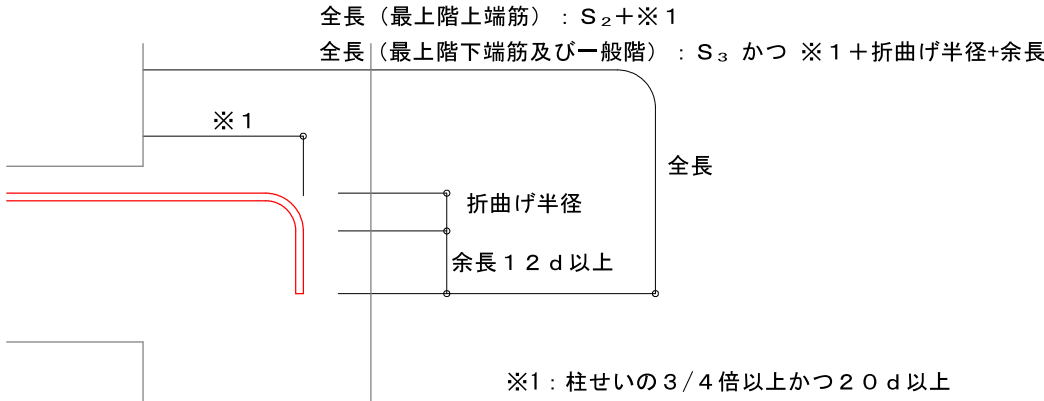 全長（最上階上端筋）：Ｓ₂＋※１
全長（最上階下端筋及び一般階）：Ｓ₃ かつ ※１＋折曲げ半径+余長
※１
全長
折曲げ半径
余長１２ｄ以上
※1：柱せいの３/４倍以上かつ２０ｄ以上